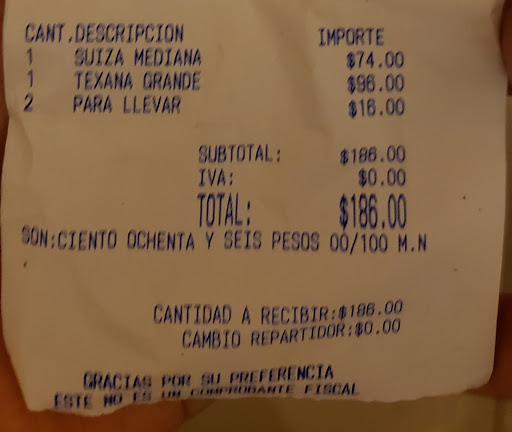 CANT.DESCRIPCION IMPORTE
1 SUIZA MEDIANA $74.00
1 TEXANA GRANDE $96.00
2 PARA LLEVAR $16.00
SUBTOTAL: $186.00
IVA: $0.00
TOTAL: $186.00
SON:CIENTO OCHENTA Y SEIS PESOS 00/100 M.N
CANTIDAD A RECIBIR:$186.00
CAMBIO REPARTIDOR:$0.00
GRACIAS POR SU PREFERENCIA
ESTE NO ES UN COMPROBANTE FISCAL